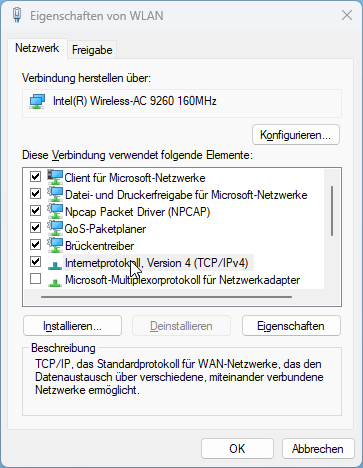 Eigenschaften von WLAN
Netzwerk
Freigabe
Verbindung herstellen über:
Intel(R) Wireless-AC 9260 160MHz
Konfigurieren...
Diese Verbindung verwendet folgende Elemente:
Client für Microsoft-Netzwerke
Datei- und Druckerfreigabe für Microsoft-Netzwerke
Npcap Packet Driver (NPCAP)
QoS-Paketplaner
Brückentreiber
Internetprotokoll, Version 4 (TCP/IPv4)
Microsoft-Multiplexorprotokoll für Netzwerkadapter
Installieren...
Deinstallieren
Eigenschaften
Beschreibung
TCP/IP, das Standardprotokoll für WAN-Netzwerke, das den
Datenaustausch über verschiedene, miteinander verbundene
Netzwerke ermöglicht.
OK
Abbrechen